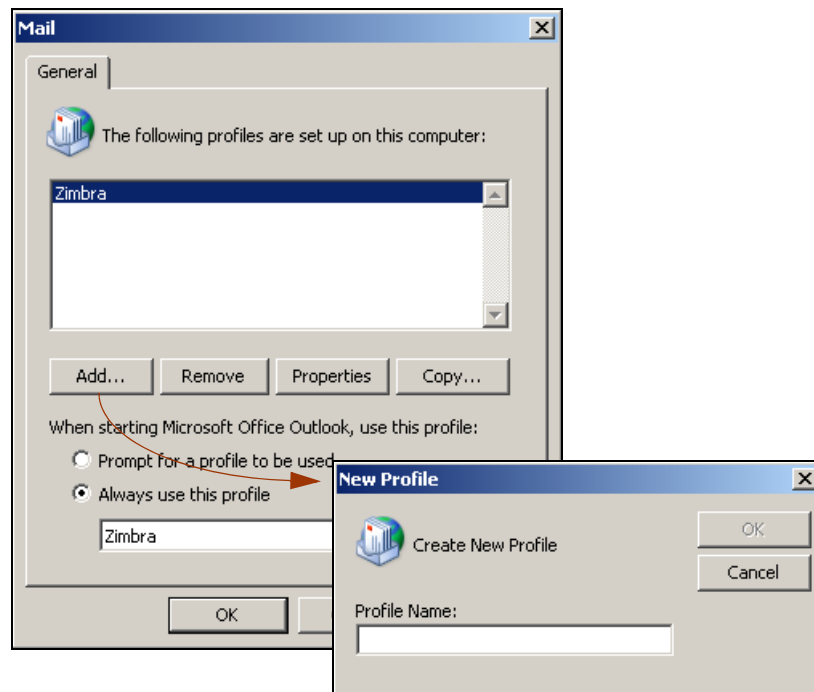 Mail
General
The following profiles are set up on this computer:
Zimbra
Add... Remove Properties Copy...
When starting Microsoft Office Outlook, use this profile:
Prompt for a profile to be used
Always use this profile
Zimbra
OK
New Profile
Create New Profile
OK
Cancel
Profile Name: